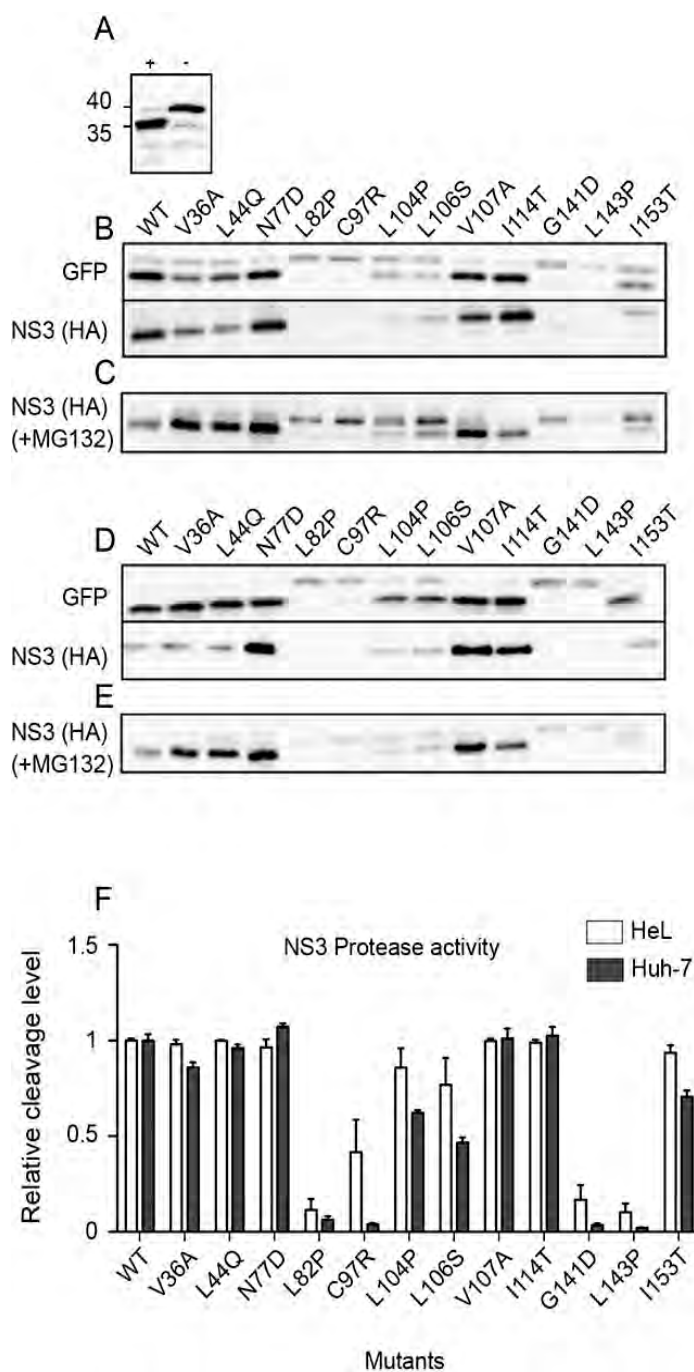 A
+ -
40
35
WT V36A L44Q N77D L82P C97R L104P L106S V107A I114T G141D L143P I153T
B
GFP
NS3 (HA)
C
NS3 (HA)
(+MG132)
WT V36A L44Q N77D L82P C97R L104P L106S V107A I114T G141D L143P I153T
D
GFP
NS3 (HA)
E
NS3 (HA)
(+MG132)
F
NS3 Protease activity
HeL
Huh-7
Relative cleavage level
1.5
1
0.5
0
WT V36A L44Q N77D L82P C97R L104P L106S V107A I114T G141D L143P I153T
Mutants